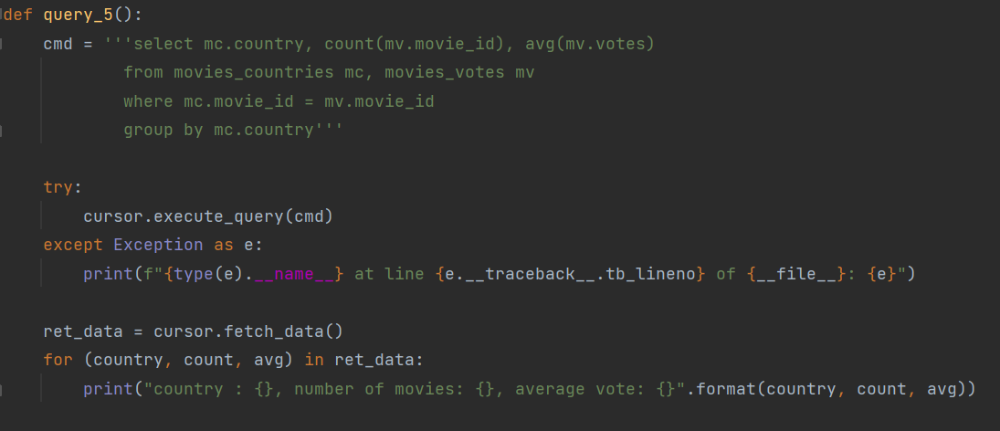 def query_5():
    cmd = '''select mc.country, count(mv.movie_id), avg(mv.votes)
            from movies_countries mc, movies_votes mv
            where mc.movie_id = mv.movie_id
            group by mc.country'''

    try:
        cursor.execute_query(cmd)
    except Exception as e:
        print(f"{type(e).__name__} at line {e.__traceback__.tb_lineno} of {__file__}: {e}")

    ret_data = cursor.fetch_data()
    for (country, count, avg) in ret_data:
        print("country : {}, number of movies: {}, average vote: {}".format(country, count, avg))